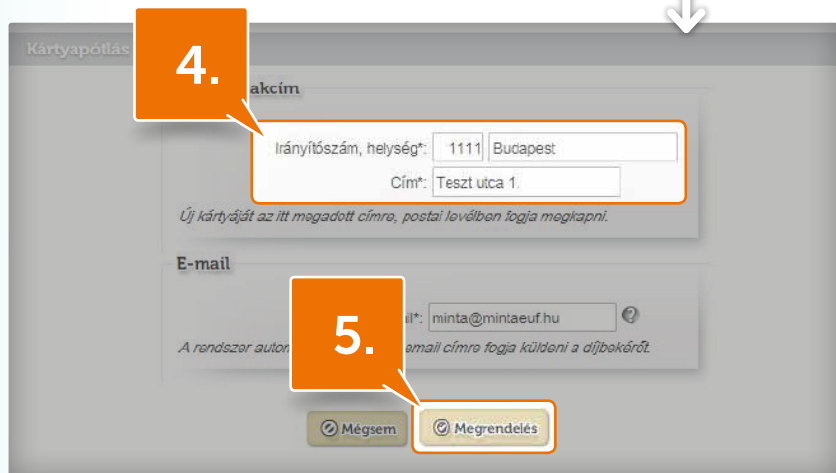 Kártyapótlás
4.
akcím
Irányítószám, helység*: 1111 Budapest
Cím*: Teszt utca 1.
Új kártyáját az itt megadott címre, postai levélben fogja megkapni.
E-mail
il*: minta@mintaeuf.hu
5.
A rendszer autom email címre fogja küldeni a díjbekérőt.
Mégsem Megrendelés